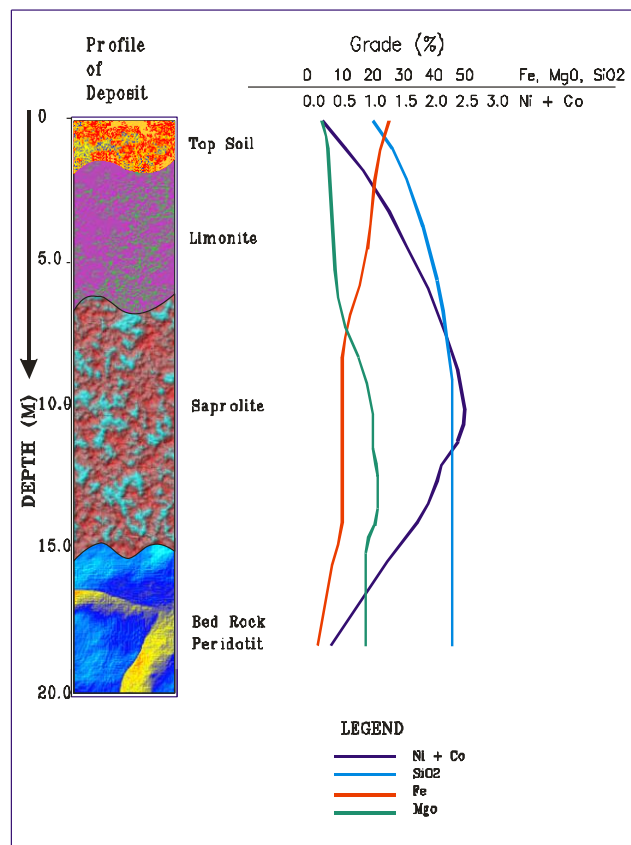 Profile
of
Deposit
Grade (%)
0 10 20 30 40 50 Fe, MgO, SiO2
0.0 0.5 1.0 1.5 2.0 2.5 3.0 Ni + Co
0
Top Soil
Limonite
5.0
DEPTH (M)
10.0
Saprolite
15.0
Bed Rock
Peridotit
20.0
LEGEND
Ni + Co
SiO2
Fe
Mgo